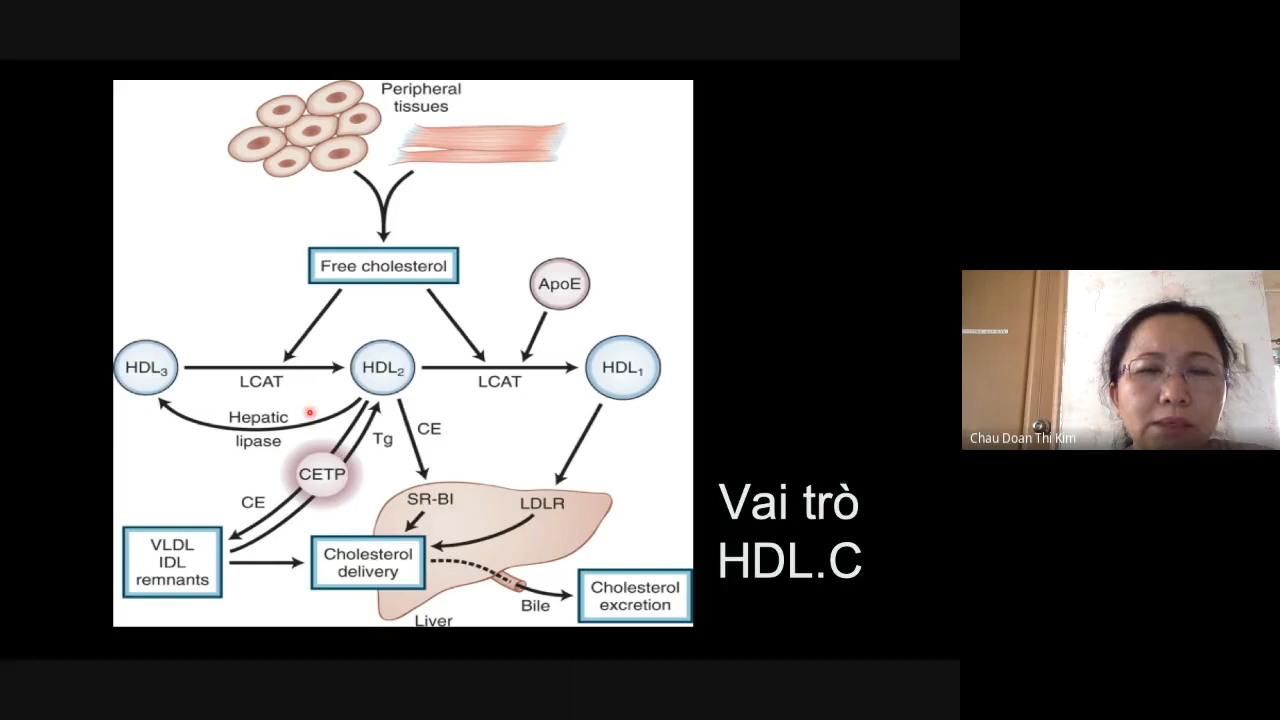 Peripheral
tissues
Free cholesterol
ApoE
HDL3
LCAT
HDL2
LCAT
HDL1
Hepatic
lipase
Tg
CE
CETP
CE
SR-BI
LDLR
VLDL
IDL
remnants
Cholesterol
delivery
Bile
Cholesterol
excretion
Liver
Vai trò
HDL.C
Chau Doan Thi Kim